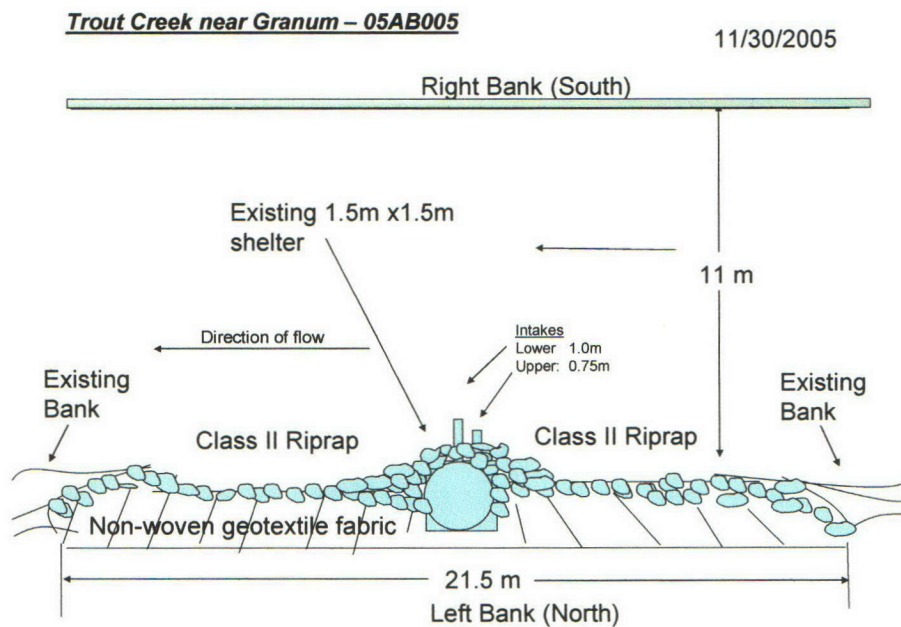 Trout Creek near Granum – 05AB005
11/30/2005
Right Bank (South)
Existing 1.5m x1.5m
shelter
11 m
Direction of flow
Intakes
Lower 1.0m
Upper: 0.75m
Existing
Bank
Existing
Bank
Class II Riprap
Class II Riprap
Non-woven geotextile fabric
21.5 m
Left Bank (North)